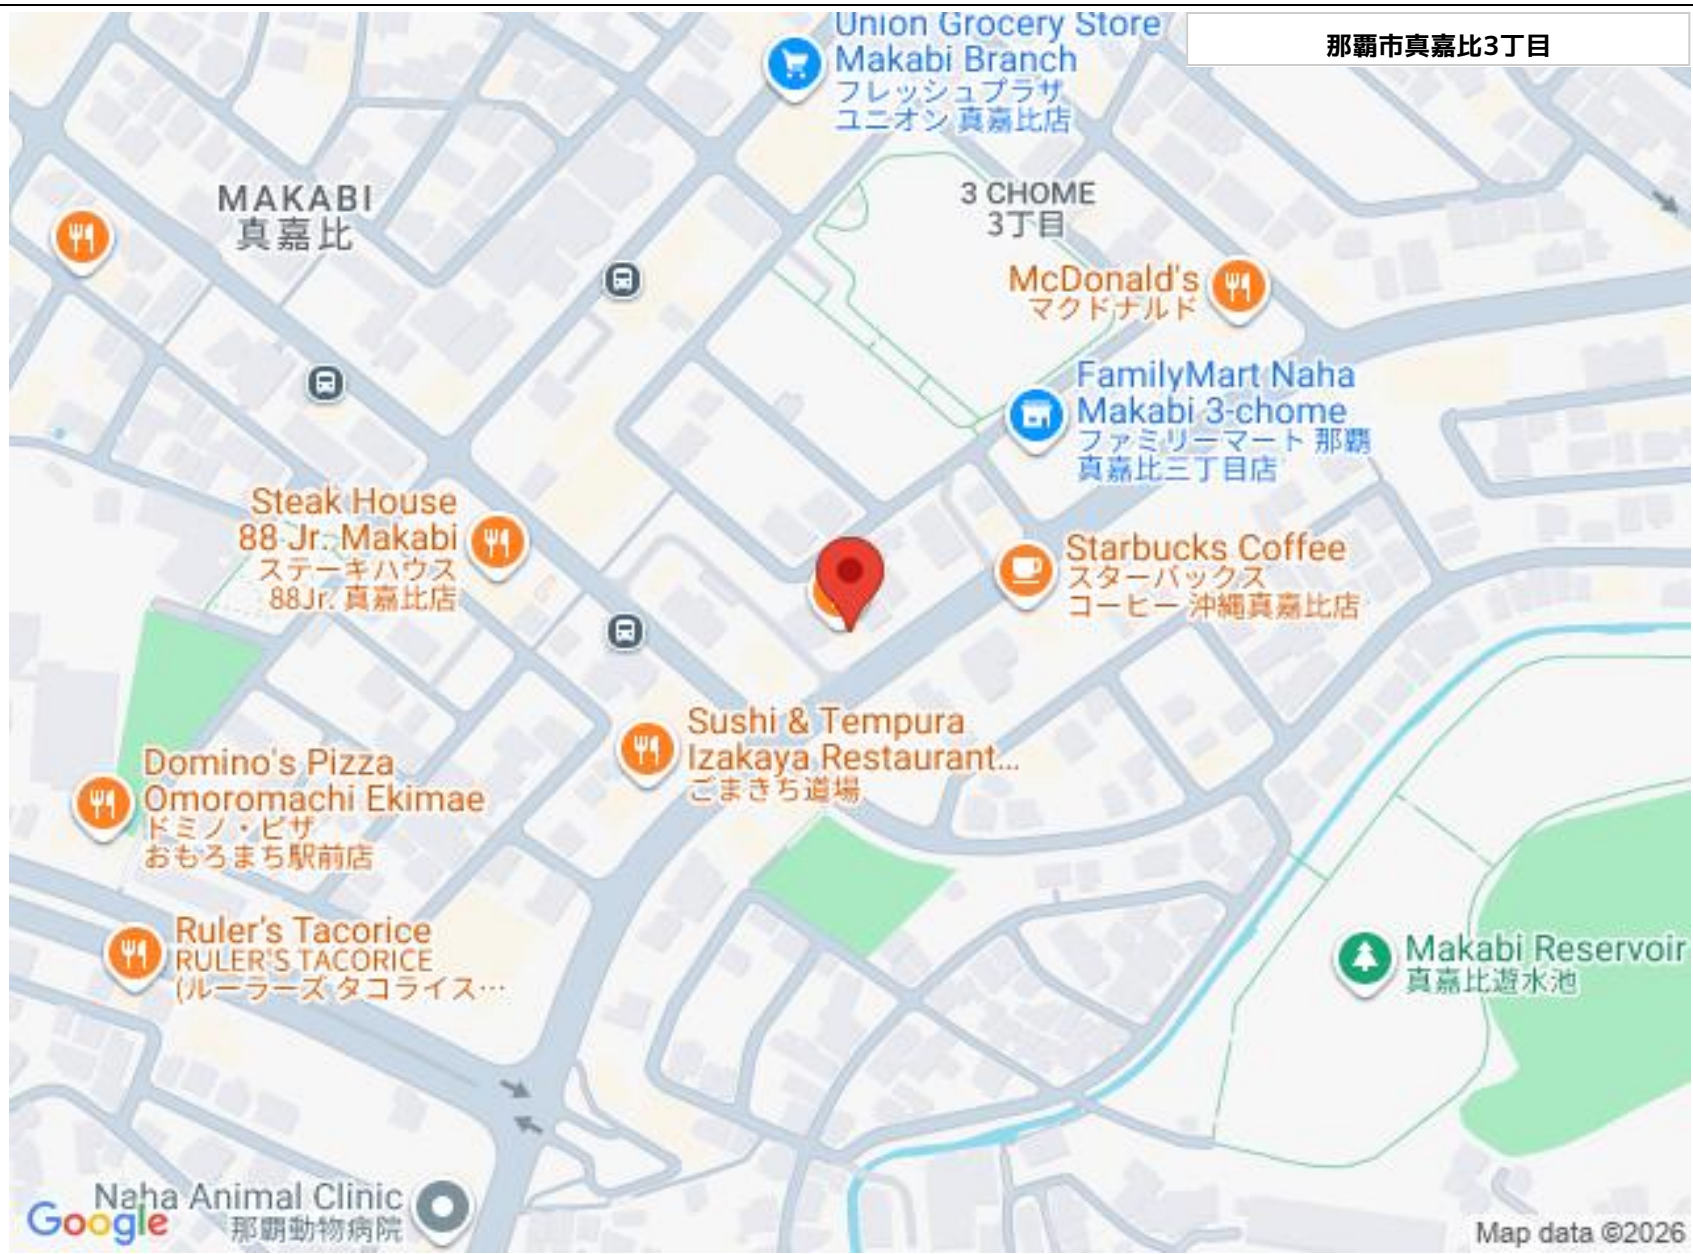 Union Grocery Store
Makabi Branch
フレッシュプラザ
ユニオン 真嘉比店
那覇市真嘉比3丁目
MAKABI
真嘉比
3 CHOME
3丁目
McDonald's
マクドナルド
FamilyMart Naha
Makabi 3-chome
ファミリーマート 那覇
真嘉比三丁目店
Steak House
88 Jr. Makabi
ステーキハウス
88Jr. 真嘉比店
Starbucks Coffee
スターバックス
コーヒー 沖縄真嘉比店
Sushi & Tempura
Izakaya Restaurant...
ごまきち道場
Domino's Pizza
Omoromachi Ekimae
ドミノ・ピザ
おもろまち駅前店
Ruler's Tacorice
RULER'S TACORICE
(ルーラーズ タコライス…
Makabi Reservoir
真嘉比遊水池
Naha Animal Clinic
那覇動物病院
Google
Map data ©2026